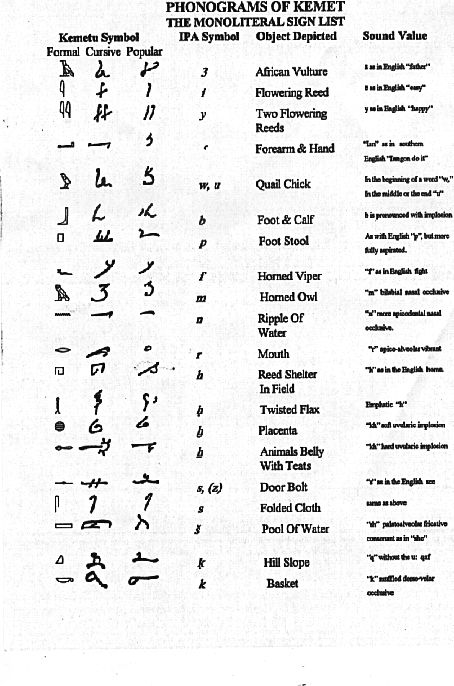 PHONOGRAMS OF KEMET
THE MONOLITERAL SIGN LIST
Kemetu Symbol IPA Symbol Object Depicted Sound Value
Formal Cursive Popular
3 African Vulture as in English "father"
Flowering Reed as in English "easy"
y Two Flowering y as in English "happy"
Reeds
Forearm & Hand as in southern
English "I'mgon do it"
w, u Quail Chick In the beginning of a word "w,"
In the middle or the end "u"
b Foot & Calf b is pronounced with implosion
p Foot Stool As with English "p", but more
fully aspirated.
f Horned Viper "f" as in English fight
m Horned Owl "m" bilabial nasal occlusive
n Ripple Of "n" more apicodental nasal
Water occlusive.
r Mouth "r" apico-alveolar vibrant
h Reed Shelter "h" as in the English
In Field
ḥ Twisted Flax Emphatic "h"
ḫ Placenta "kh" soft uvularic implosion
ẖ Animals Belly "kh" hard uvularic implosion
With Teats
s, (z) Door Bolt as in the English see
s Folded Cloth same as above
š Pool Of Water "sh" palatoalveolar fricative
consonant as in "she"
ḳ Hill Slope "q" without the u: qaf
k Basket "k" muffled dorso-velar
occlusive